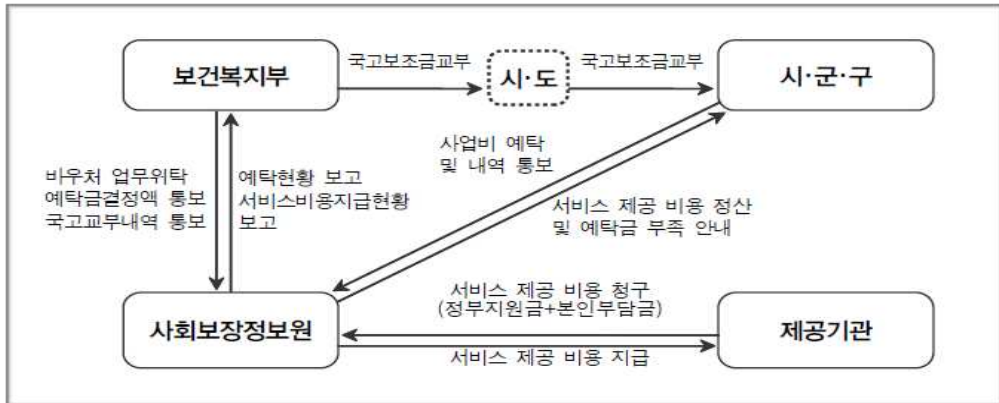 국고보조금교부
국고보조금교부
보건복지부
시·도
시·군·구
사업비 예탁
및 내역 통보
바우처 업무위탁
예탁금결정액 통보
국고교부내역 통보
예탁현황 보고
서비스비용지급현황
보고
서비스 제공 비용 정산
및 예탁금 부족 안내
서비스 제공 비용 청구
(정부지원금+본인부담금)
사회보장정보원
제공기관
서비스 제공 비용 지급